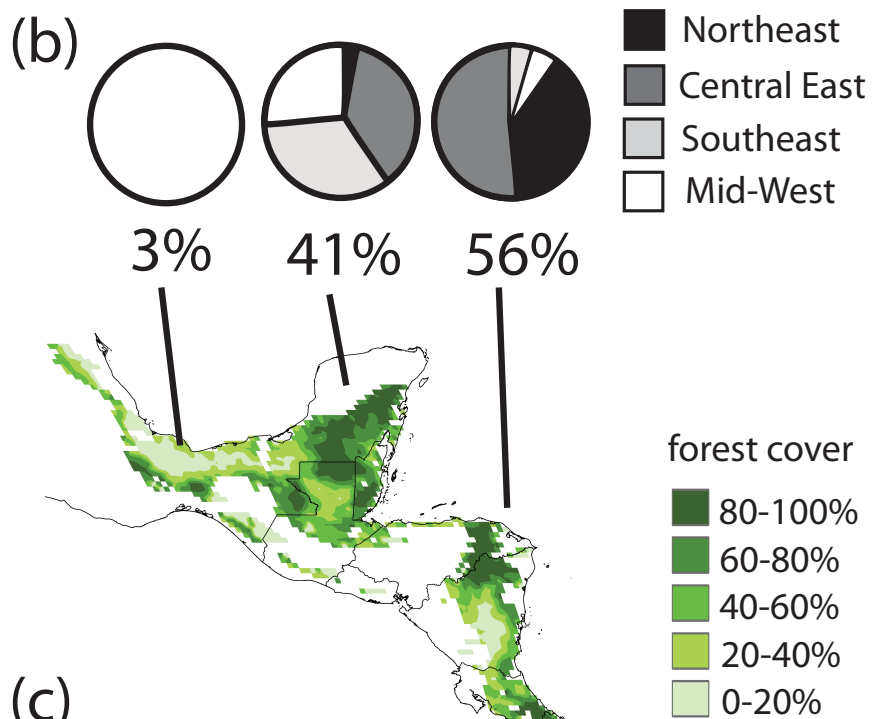 (b)
Northeast
Central East
Southeast
Mid-West
3% 41% 56%
forest cover
80-100%
60-80%
40-60%
20-40%
0-20%
(c)